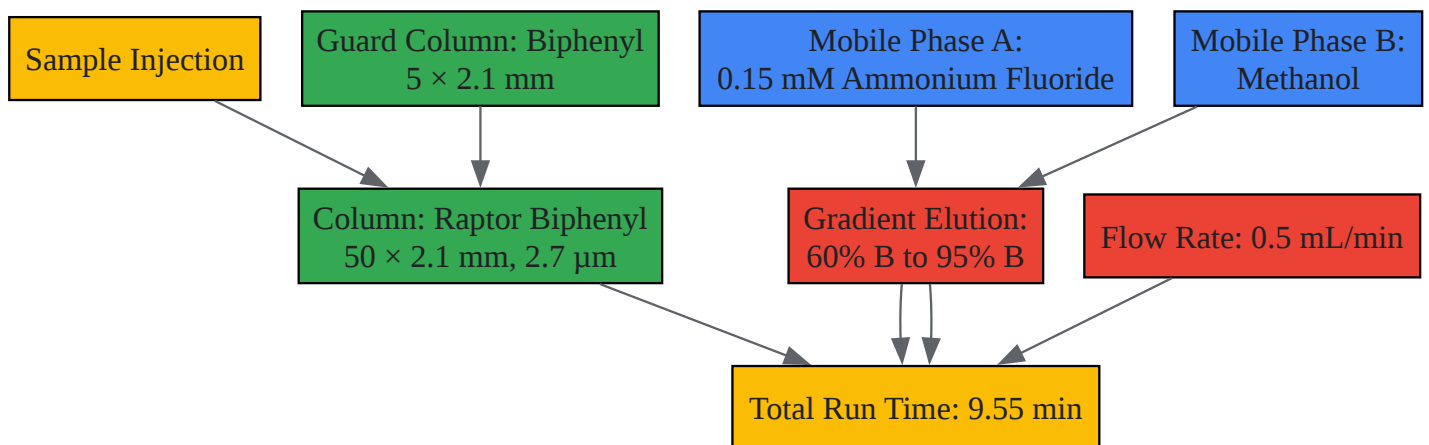 Sample Injection
Guard Column: Biphenyl
5 × 2.1 mm
Mobile Phase A:
0.15 mM Ammonium Fluoride
Mobile Phase B:
Methanol
Column: Raptor Biphenyl
50 × 2.1 mm, 2.7 µm
Gradient Elution:
60% B to 95% B
Flow Rate: 0.5 mL/min
Total Run Time: 9.55 min